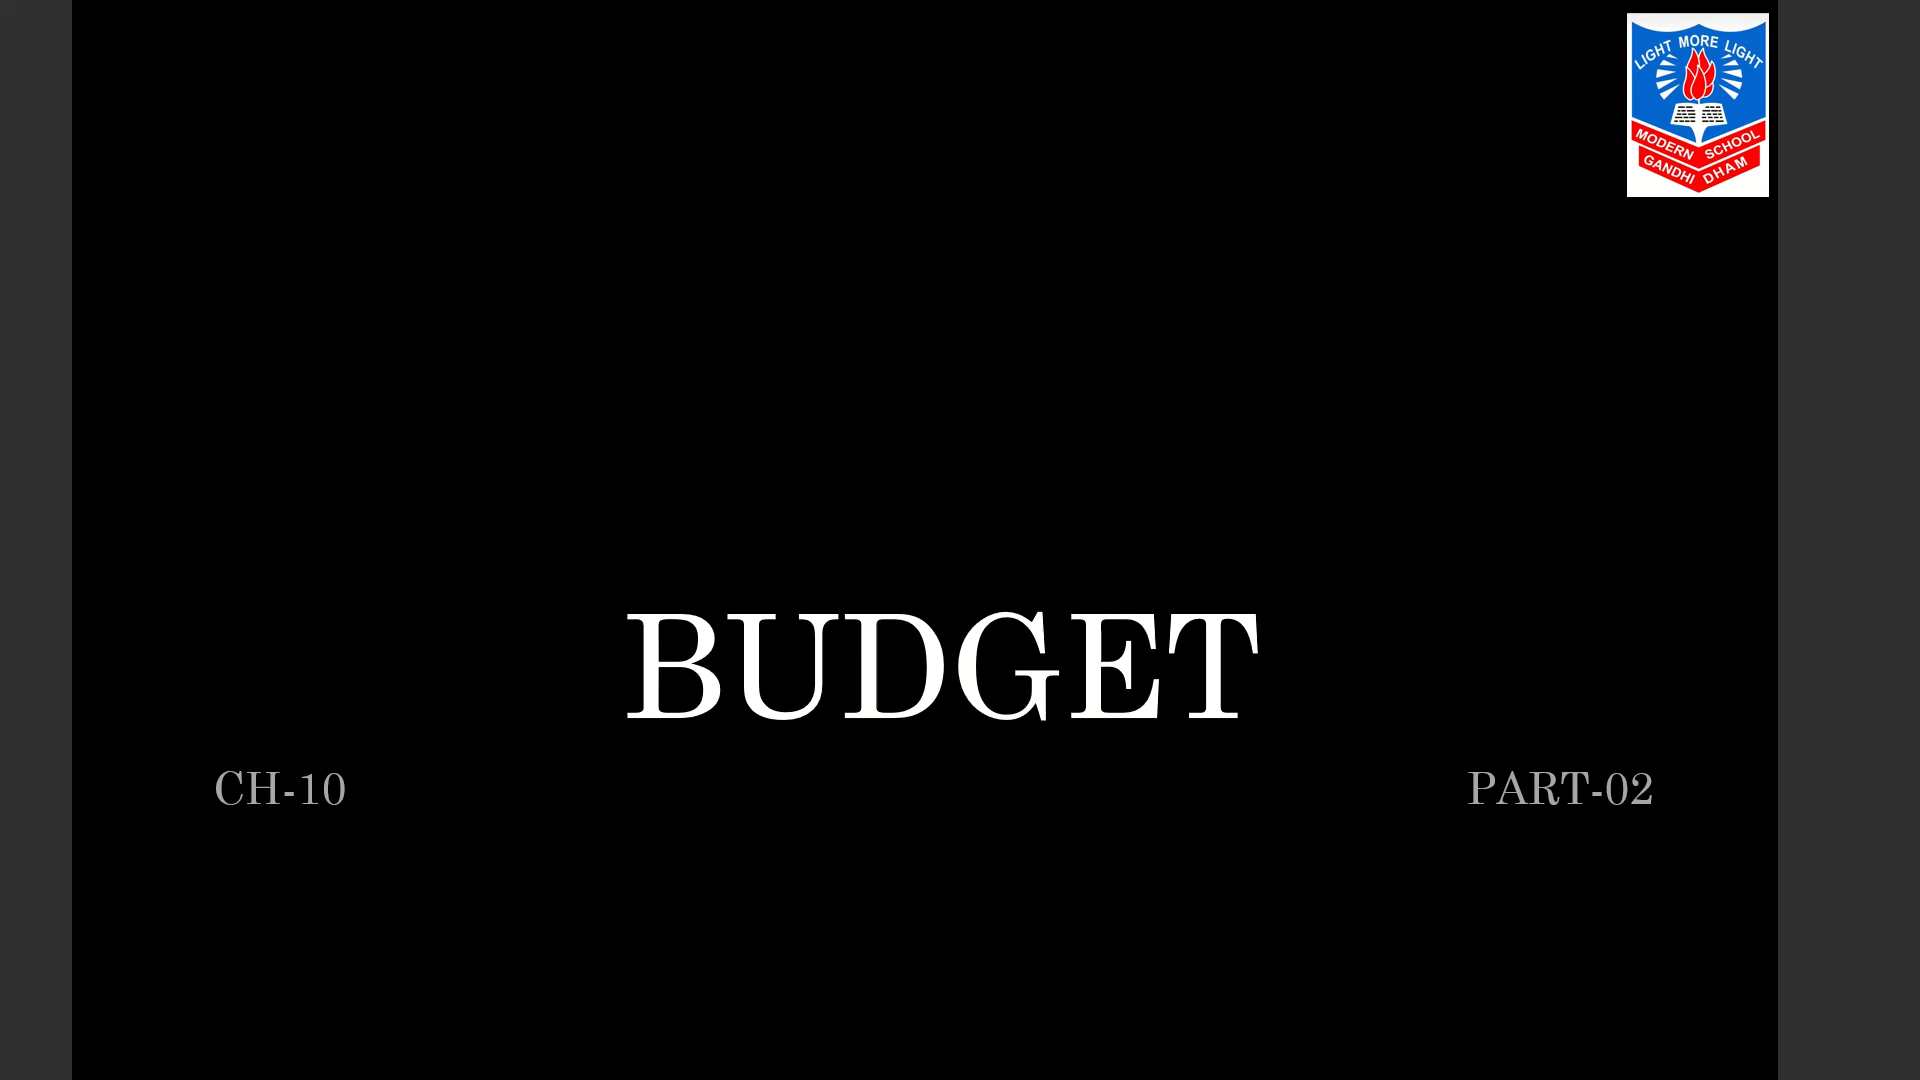 LIGHT MORE LIGHT
MODERN SCHOOL
GANDHI DHAM
BUDGET
CH-10 PART-02